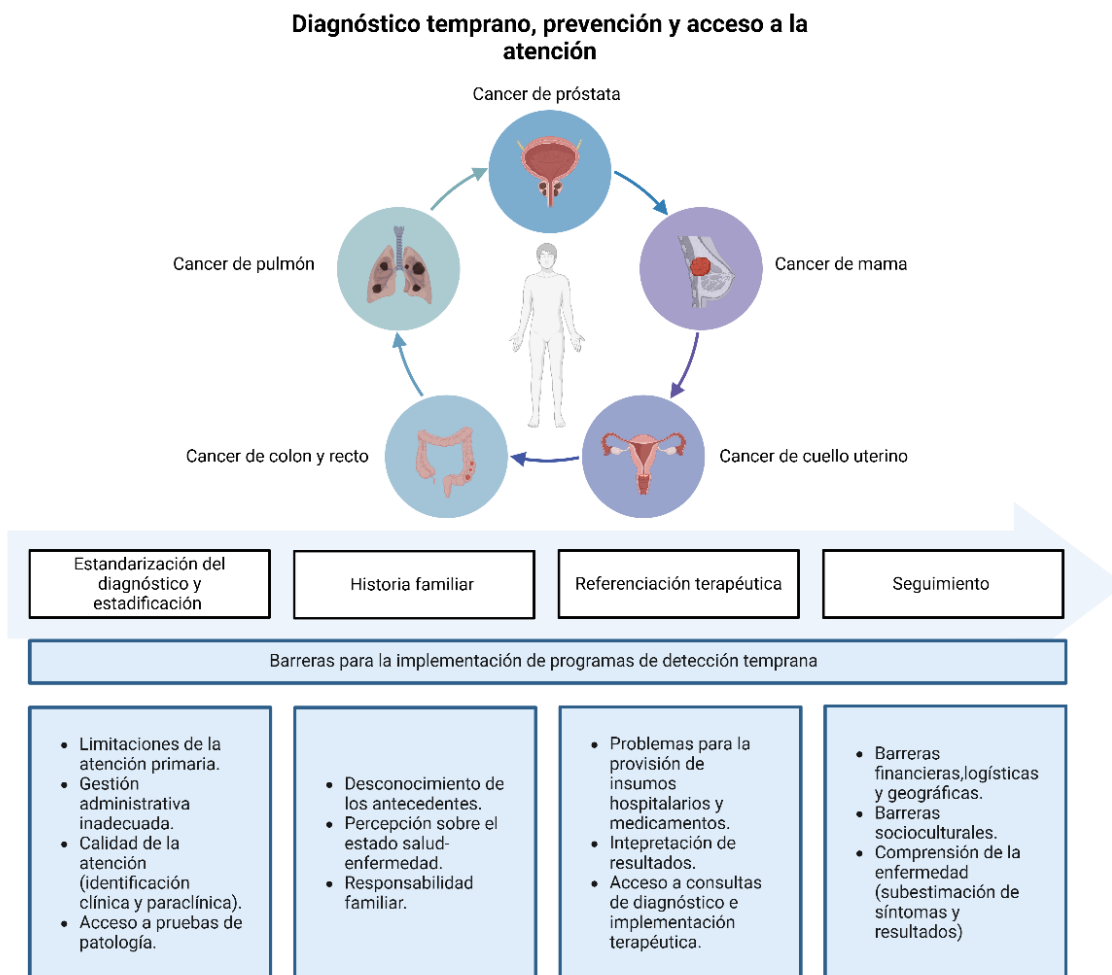 Diagnóstico temprano, prevención y acceso a la
atención
Cancer de próstata
Cancer de pulmón
Cancer de mama
Cancer de colon y recto
Cancer de cuello uterino
Estandarización del
diagnóstico y
estadificación
Historia familiar
Referenciación terapéutica
Seguimiento
Barreras para la implementación de programas de detección temprana
• Limitaciones de la
atención primaria.
• Gestión
administrativa
inadecuada.
• Calidad de la
atención
(identificación
clínica y paraclínica).
• Acceso a pruebas de
patología.
• Desconocimiento de
los antecedentes.
• Percepción sobre el
estado salud-
enfermedad.
• Responsabilidad
familiar.
• Problemas para la
provisión de
insumos
hospitalarios y
medicamentos.
• Intepretación de
resultados.
• Acceso a consultas
de diagnóstico e
implementación
terapéutica.
• Barreras
financieras,logísticas
y geográficas.
• Barreras
socioculturales.
• Comprensión de la
enfermedad
(subestimación de
síntomas y
resultados)